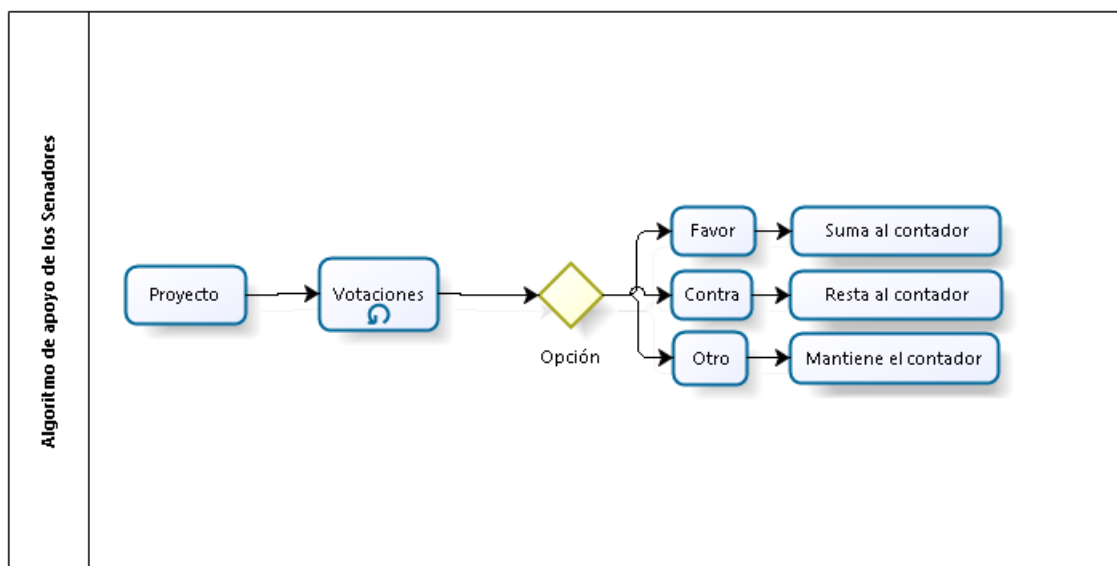 Algoritmo de apoyo de los Senadores
Proyecto
Votaciones
Opción
Favor
Suma al contador
Contra
Resta al contador
Otro
Mantiene el contador